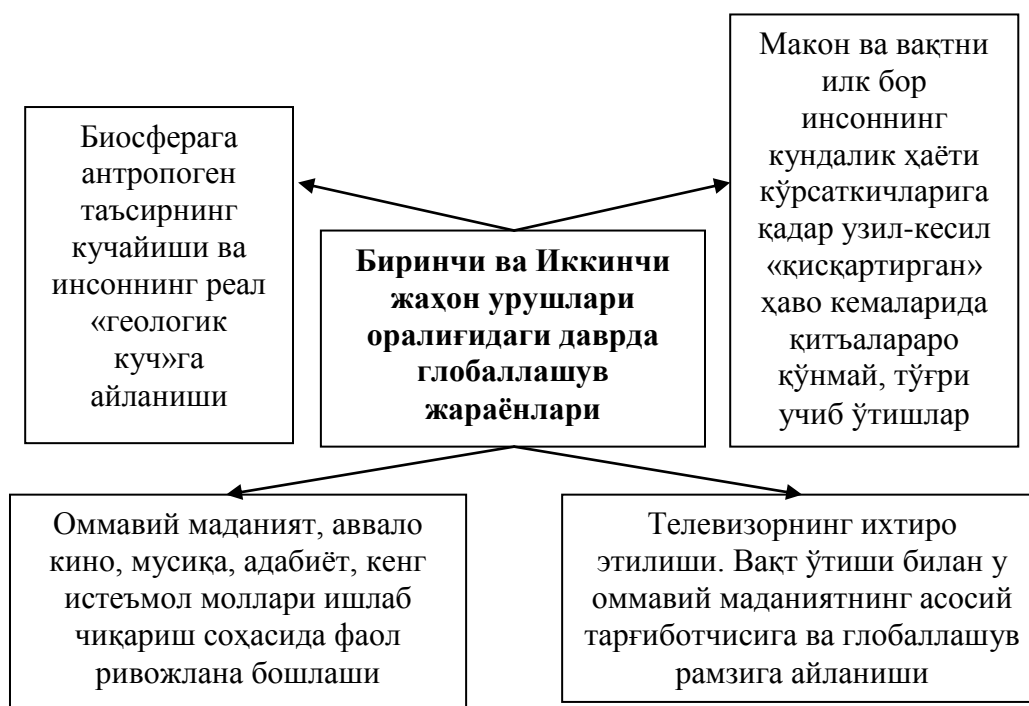 Биосферага
антропоген
таъсирнинг
кучайиши ва
инсоннинг реал
«геологик
куч»га
айланиши
Макон ва вақтни
илк бор
инсоннинг
кундалик ҳаёти
кўрсаткичларига
қадар узил-кесил
«қисқартирган»
ҳаво кемаларида
қитъалараро
қўнмай, тўғри
учиб ўтишлар
Биринчи ва Иккинчи
жаҳон урушлари
оралиғидаги даврда
глобаллашув
жараёнлари
Оммавий маданият, аввало
кино, мусиқа, адабиёт, кенг
истеъмол моллари ишлаб
чиқариш соҳасида фаол
ривожлана бошлаши
Телевизорнинг ихтиро
этилиши. Вақт ўтиши билан у
оммавий маданиятнинг асосий
тарғиботчисига ва глобаллашув
рамзига айланиши